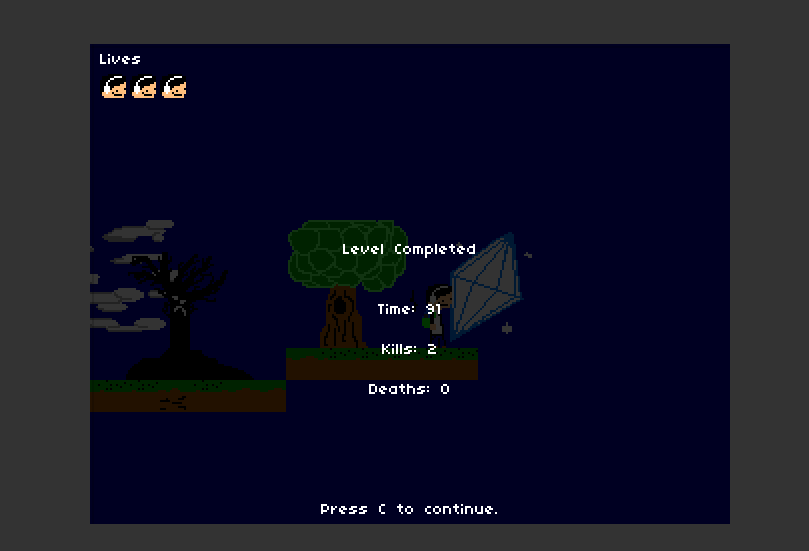 Lives
Level Completed
Time: 91
Kills: 2
Deaths: 0
Press C to continue.